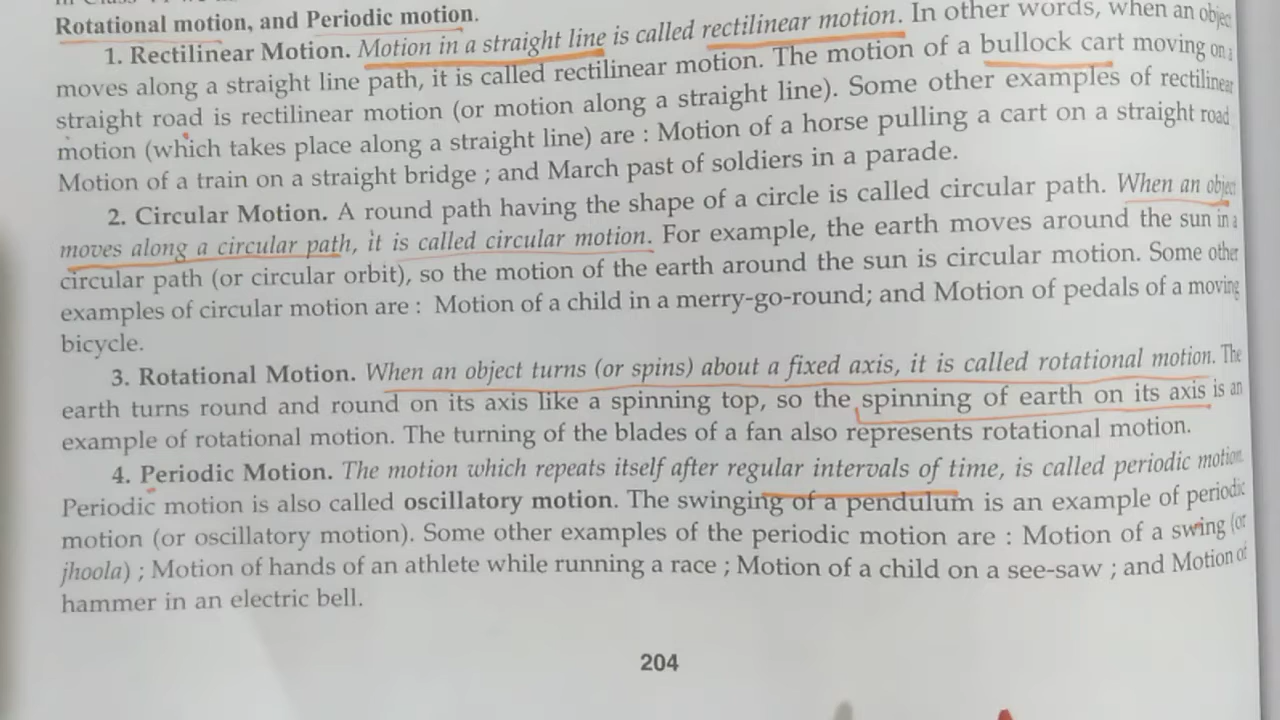 Rotational motion, and Periodic motion.
1. Rectilinear Motion. Motion in a straight line is called rectilinear motion. In other words, when an objec
moves along a straight line path, it is called rectilinear motion. The motion of a bullock cart moving on a
straight road is rectilinear motion (or motion along a straight line). Some other examples of rectilinear
motion (which takes place along a straight line) are : Motion of a horse pulling a cart on a straight road
Motion of a train on a straight bridge ; and March past of soldiers in a parade.
2. Circular Motion. A round path having the shape of a circle is called circular path. When an object
moves along a circular path, it is called circular motion. For example, the earth moves around the sun in a
circular path (or circular orbit), so the motion of the earth around the sun is circular motion. Some other
examples of circular motion are : Motion of a child in a merry-go-round; and Motion of pedals of a moving
bicycle.
3. Rotational Motion. When an object turns (or spins) about a fixed axis, it is called rotational motion. The
earth turns round and round on its axis like a spinning top, so the spinning of earth on its axis is an
example of rotational motion. The turning of the blades of a fan also represents rotational motion.
4. Periodic Motion. The motion which repeats itself after regular intervals of time, is called periodic motion.
Periodic motion is also called oscillatory motion. The swinging of a pendulum is an example of periodic
motion (or oscillatory motion). Some other examples of the periodic motion are : Motion of a swing (or
jhoola) ; Motion of hands of an athlete while running a race ; Motion of a child on a see-saw ; and Motion of
hammer in an electric bell.
204